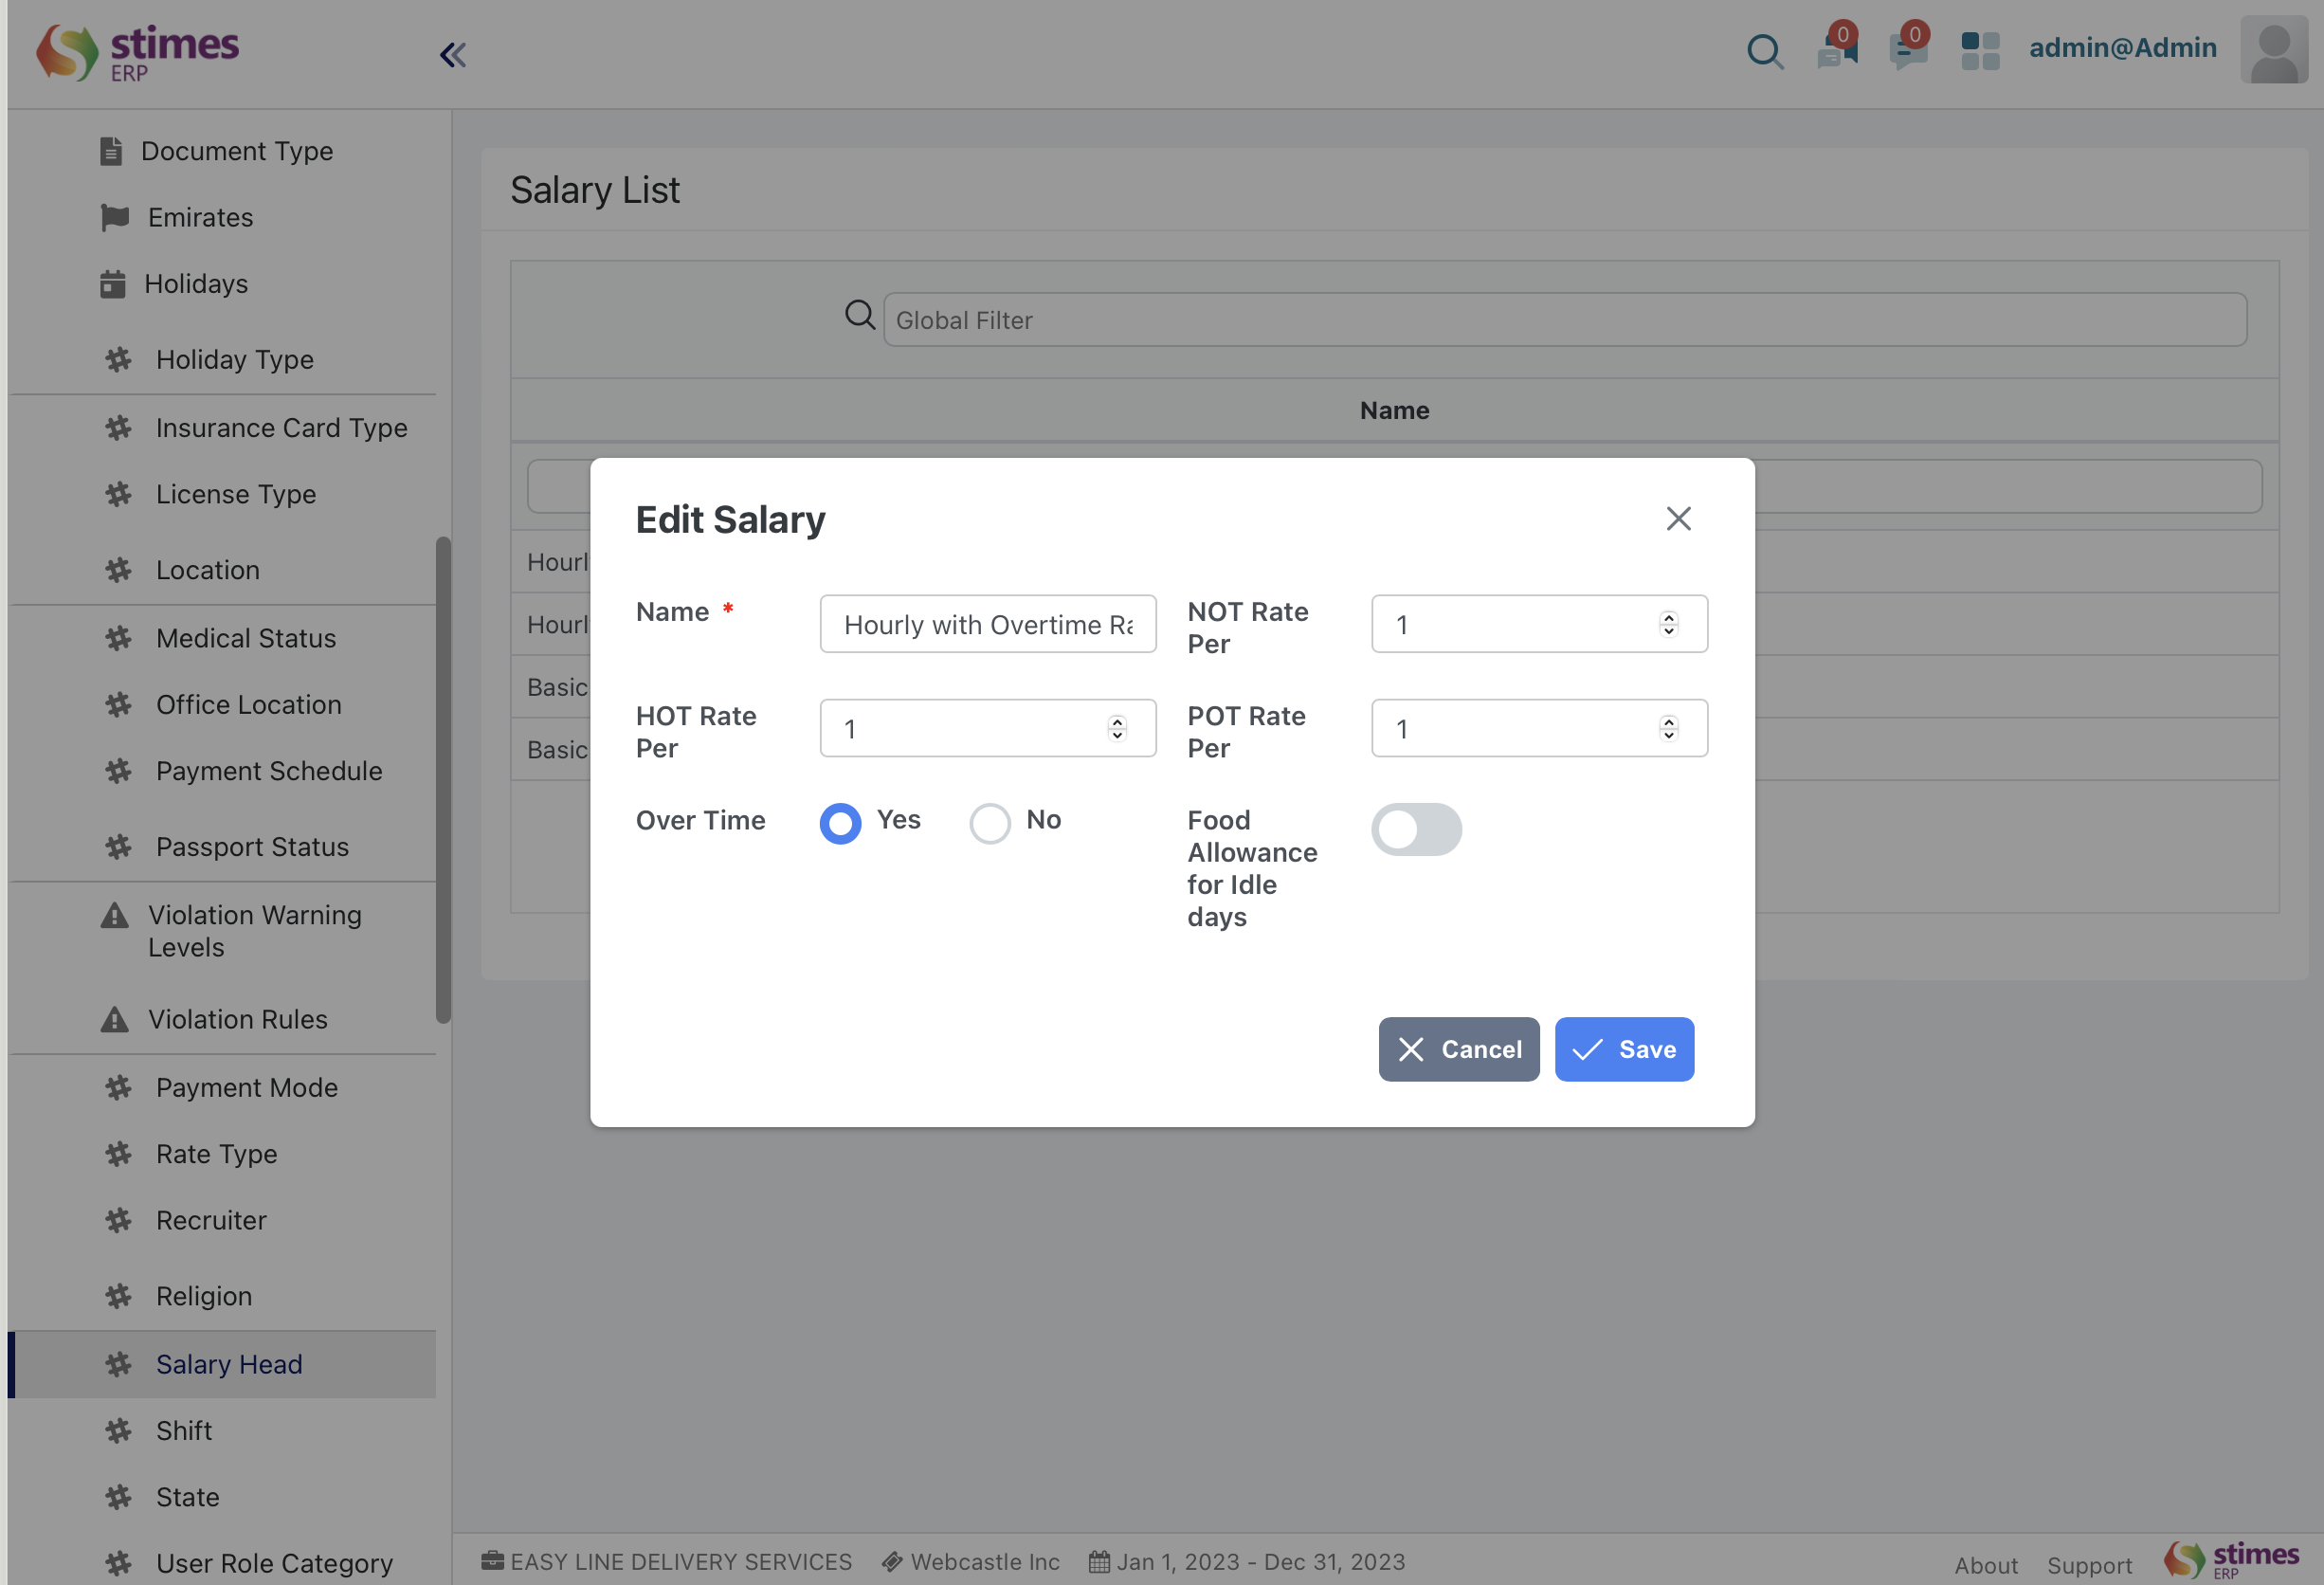 stimes
ERP
0
0
admin@Admin
Document Type
Emirates
Holidays
Holiday Type
Insurance Card Type
License Type
Location
Medical Status
Office Location
Payment Schedule
Passport Status
Violation Warning
Levels
Violation Rules
Payment Mode
Rate Type
Recruiter
Religion
Salary Head
Shift
State
User Role Category
Salary List
Global Filter
Name
Hourl
Hourl
Basic
Basic
Edit Salary
Name *
Hourly with Overtime Ra
NOT Rate
Per
1
HOT Rate
Per
1
POT Rate
Per
1
Over Time
Yes
No
Food
Allowance
for Idle
days
Cancel
Save
EASY LINE DELIVERY SERVICES
Webcastle Inc
Jan 1, 2023 - Dec 31, 2023
About
Support
stimes
ERP